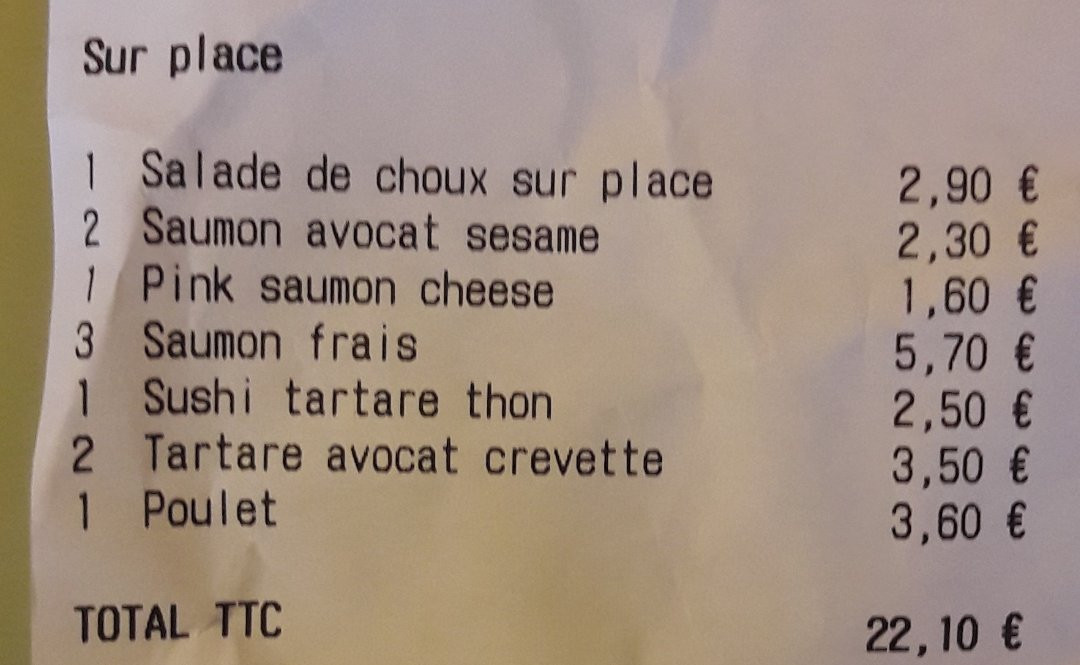 Sur place
1 Salade de choux sur place 2,90 €
2 Saumon avocat sesame 2,30 €
1 Pink saumon cheese 1,60 €
3 Saumon frais 5,70 €
1 Sushi tartare thon 2,50 €
2 Tartare avocat crevette 3,50 €
1 Poulet 3,60 €
TOTAL TTC 22,10 €